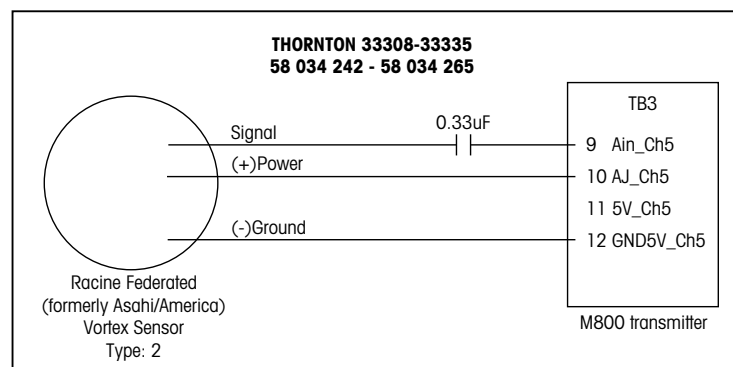 THORNTON 33308-33335
58 034 242 - 58 034 265
TB3
Signal
0.33uF
9 Ain_Ch5
(+)Power
10 AJ_Ch5
11 5V_Ch5
(-)Ground
12 GND5V_Ch5
Racine Federated
(formerly Asahi/America)
Vortex Sensor
Type: 2
M800 transmitter